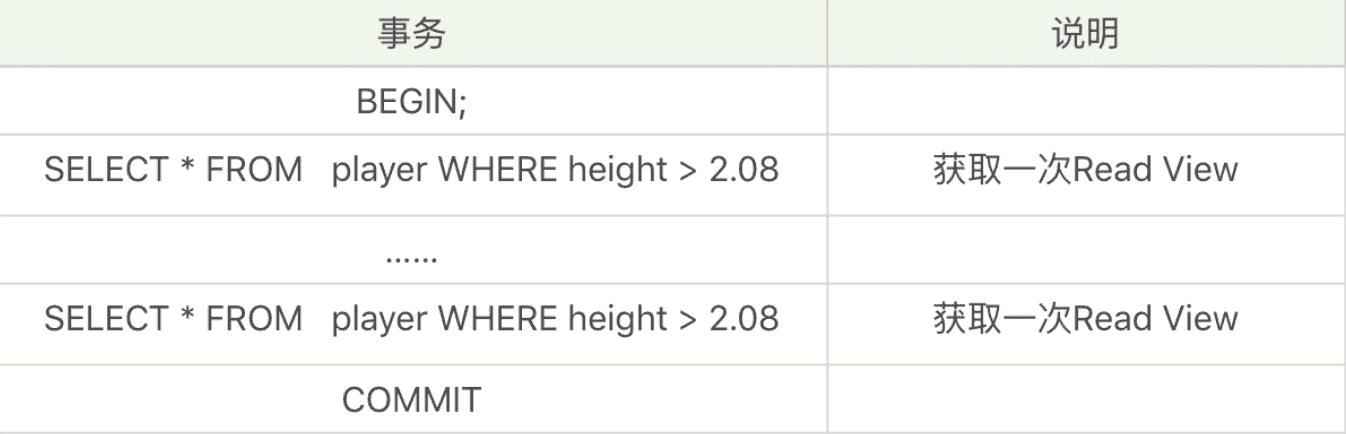 事务 说明
BEGIN;
SELECT * FROM player WHERE height > 2.08 获取一次Read View
......
SELECT * FROM player WHERE height > 2.08 获取一次Read View
COMMIT